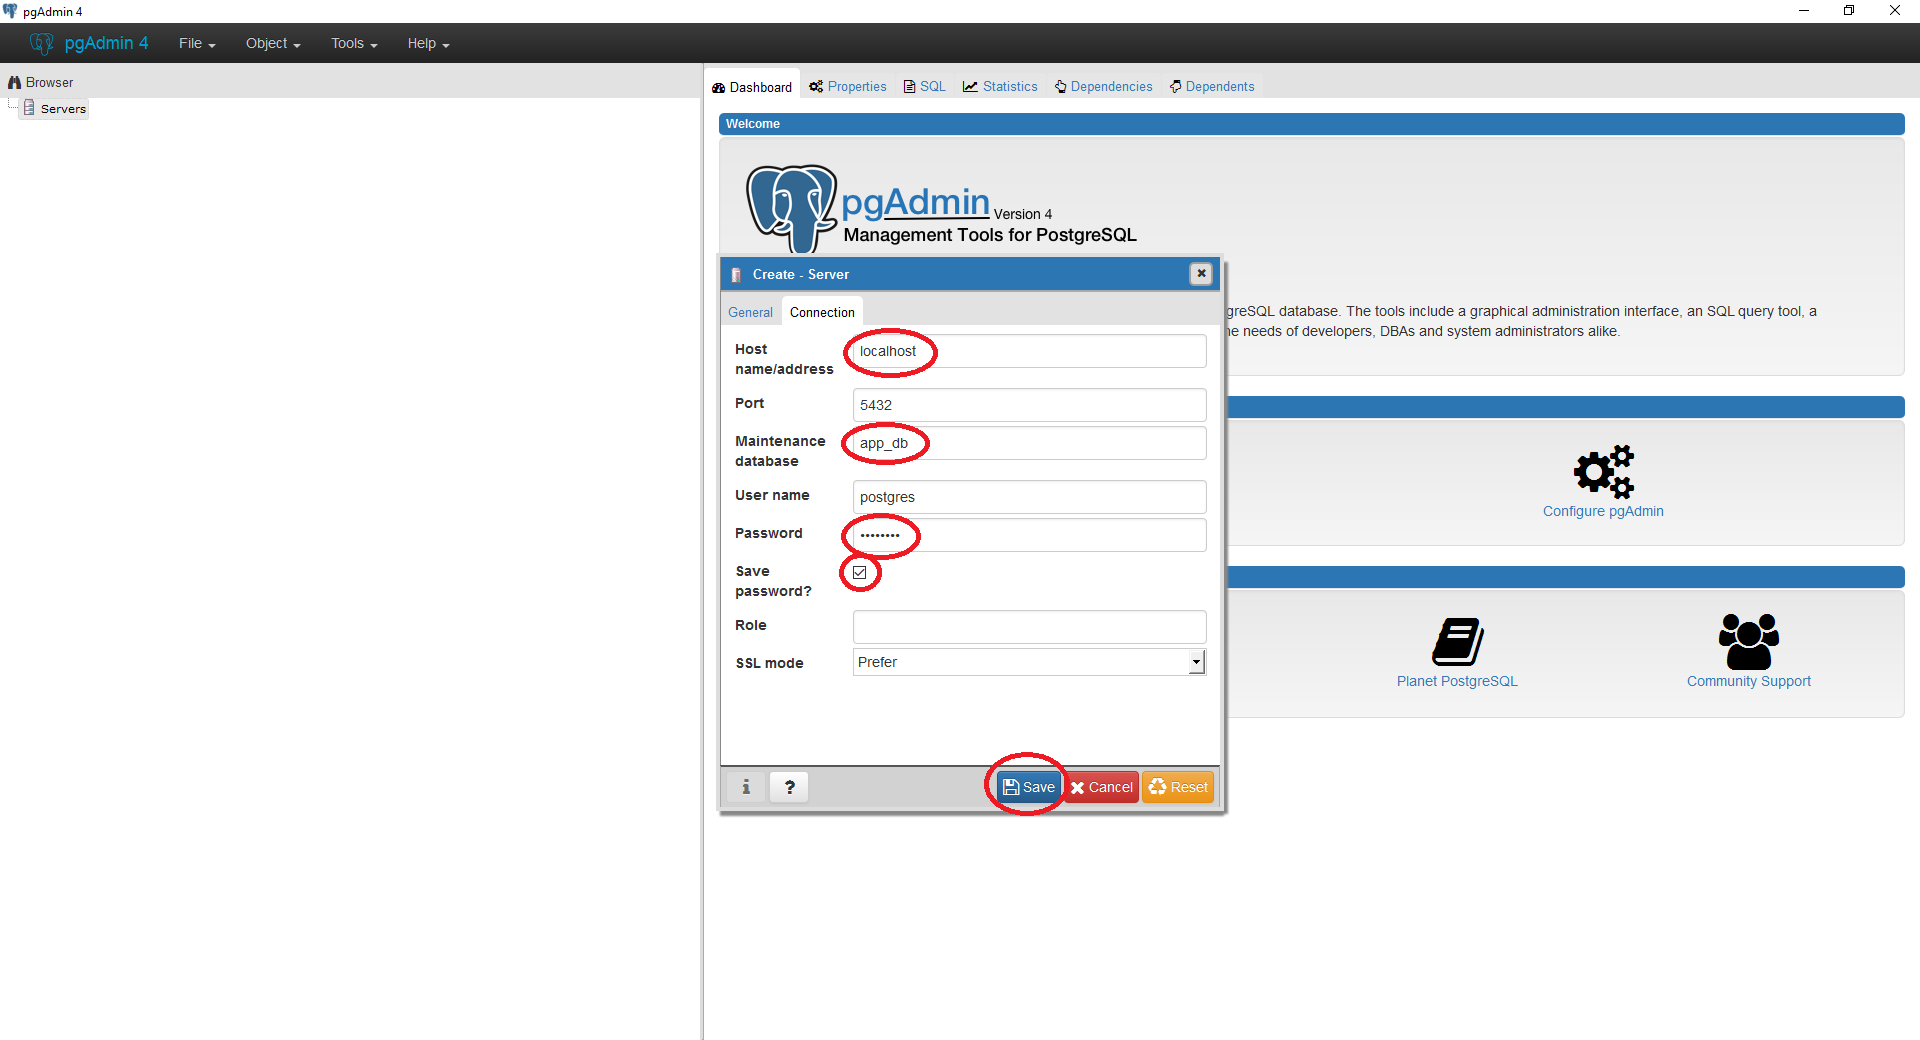 pgAdmin 4
pgAdmin 4 File Object Tools Help
Browser
Servers
Dashboard Properties SQL Statistics Dependencies Dependents
Welcome
pgAdmin Version 4
Management Tools for PostgreSQL
greSQL database. The tools include a graphical administration interface, an SQL query tool, a
needs of developers, DBAs and system administrators alike.
Create - Server
General Connection
Host name/address
localhost
Port
5432
Maintenance database
app_db
User name
postgres
Password
••••••••
Save password?
Role
SSL mode
Prefer
i ? Save Cancel Reset
Configure pgAdmin
Planet PostgreSQL
Community Support